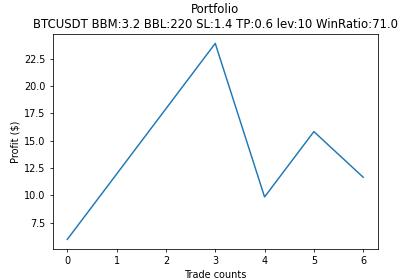 Portfolio
BTCUSDT BBM:3.2 BBL:220 SL:1.4 TP:0.6 lev:10 WinRatio:71.0
Profit ($)
22.5
20.0
17.5
15.0
12.5
10.0
7.5
0 1 2 3 4 5 6
Trade counts